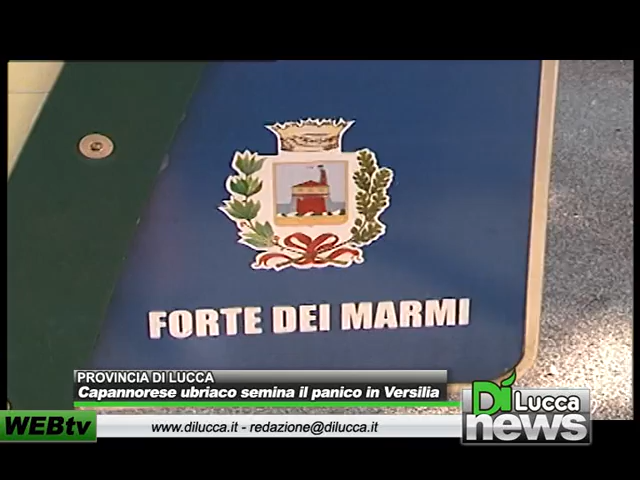 FORTE DEI MARMI
PROVINCIA DI LUCCA
Capannorese ubriaco semina il panico in Versilia
Dì LUCCA
news
WEBtv
www.dilucca.it - redazione@dilucca.it